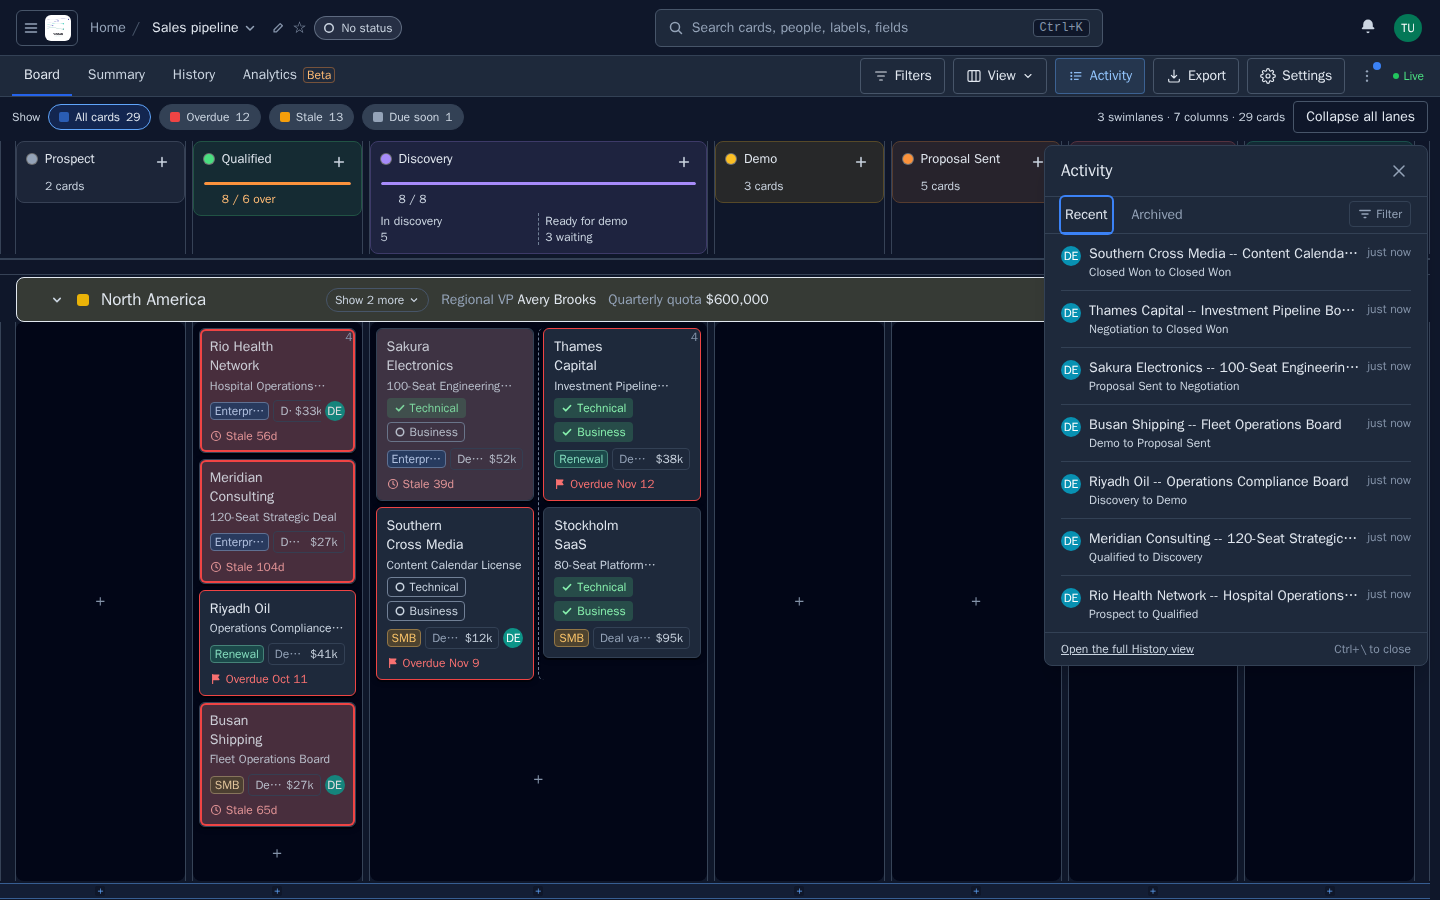 Home / Sales pipeline No status Search cards, people, labels, fields Ctrl+K TU
Board Summary History Analytics Beta Filters View Activity Export Settings Live
Show All cards 29 Overdue 12 Stale 13 Due soon 1 3 swimlanes · 7 columns · 29 cards Collapse all lanes
Prospect
2 cards
Qualified
8 / 6 over
Discovery
8 / 8
In discovery
5
Ready for demo
3 waiting
Demo
3 cards
Proposal Sent
5 cards
North America Show 2 more Regional VP Avery Brooks Quarterly quota $600,000
4
Rio Health
Network
Hospital Operations···
Enterpr··· D· $33k DE
Stale 56d
Meridian
Consulting
120-Seat Strategic Deal
Enterpr··· D··· $27k
Stale 104d
Riyadh Oil
Operations Compliance···
Renewal De··· $41k
Overdue Oct 11
Busan
Shipping
Fleet Operations Board
SMB De··· $27k DE
Stale 65d
Sakura
Electronics
100-Seat Engineering···
Technical
Business
Enterpr··· De··· $52k
Stale 39d
Southern
Cross Media
Content Calendar License
Technical
Business
SMB De··· $12k DE
Overdue Nov 9
4
Thames
Capital
Investment Pipeline···
Technical
Business
Renewal De··· $38k
Overdue Nov 12
Stockholm
SaaS
80-Seat Platform···
Technical
Business
SMB Deal va··· $95k
Activity
Recent Archived Filter
DE Southern Cross Media -- Content Calenda··· just now
Closed Won to Closed Won
DE Thames Capital -- Investment Pipeline Bo··· just now
Negotiation to Closed Won
DE Sakura Electronics -- 100-Seat Engineerin··· just now
Proposal Sent to Negotiation
DE Busan Shipping -- Fleet Operations Board just now
Demo to Proposal Sent
DE Riyadh Oil -- Operations Compliance Board just now
Discovery to Demo
DE Meridian Consulting -- 120-Seat Strategic··· just now
Qualified to Discovery
DE Rio Health Network -- Hospital Operations··· just now
Prospect to Qualified
Open the full History view Ctrl+\ to close